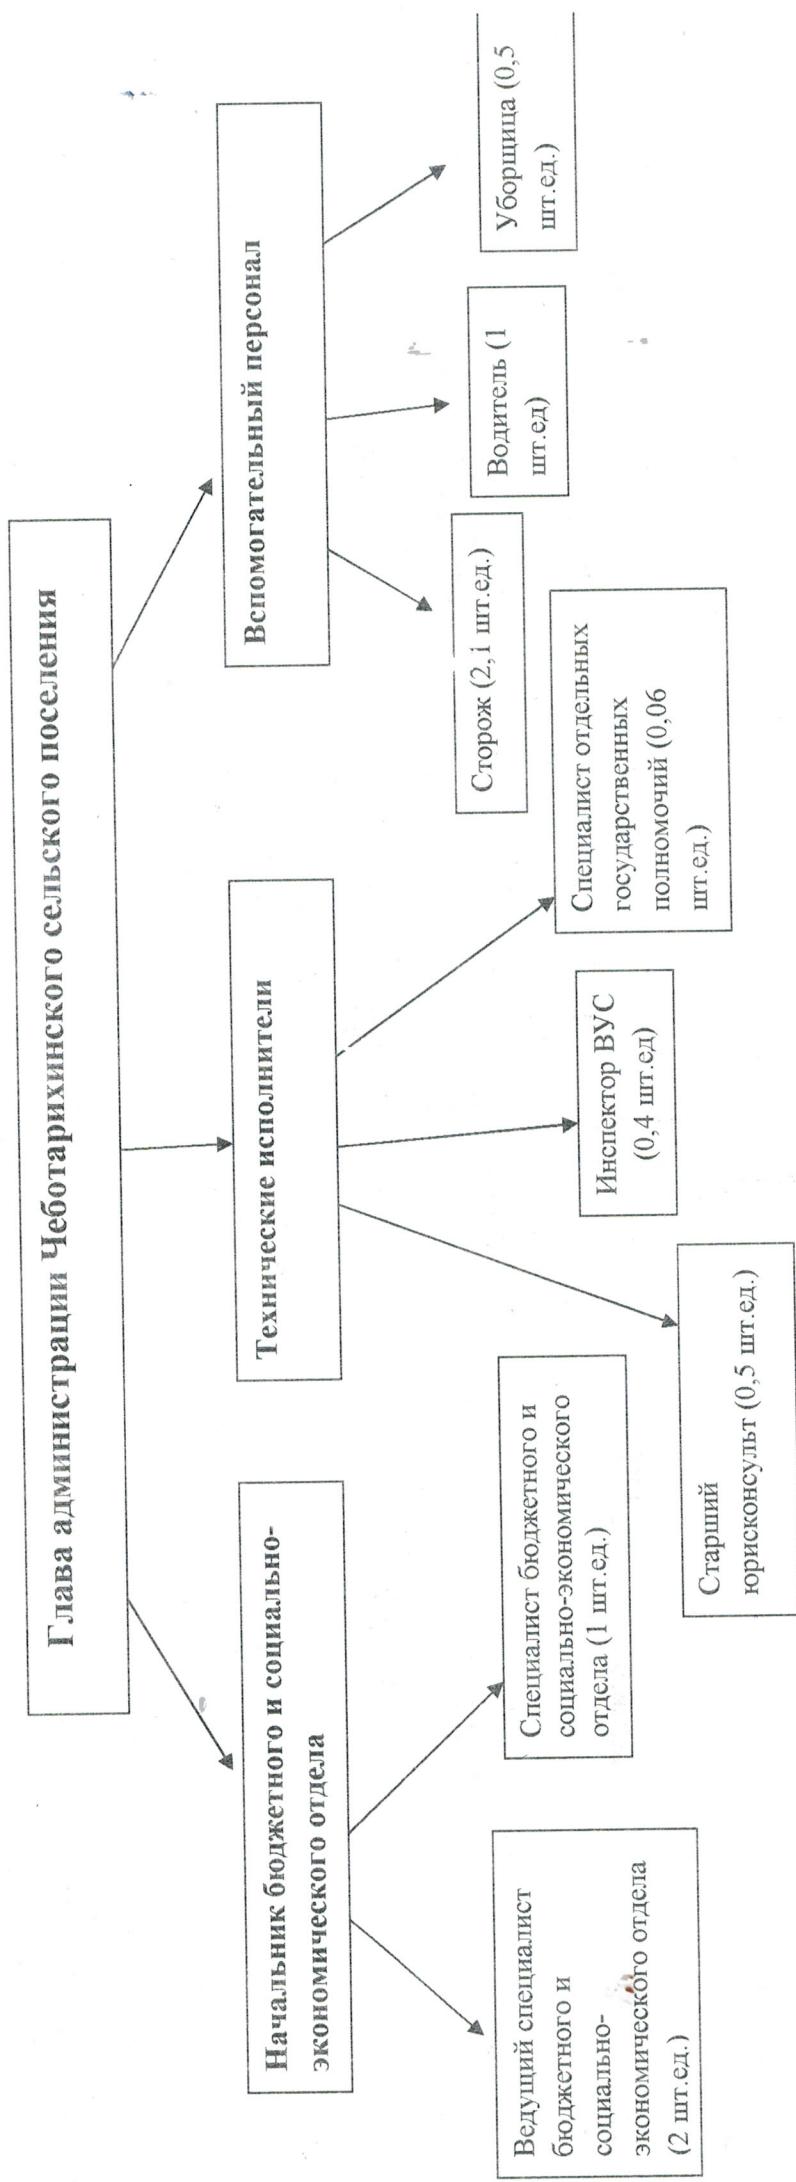 Глава администрации Чеботарихинского сельского поселения
Начальник бюджетного и социально-
экономического отдела
Технические исполнители
Вспомогательный персонал
Ведущий специалист
бюджетного и
социально-
экономического отдела
(2 шт.ед.)
Специалист бюджетного и
социально-экономического
отдела (1 шт.ед.)
Старший
юрисконсульт (0,5 шт.ед.)
Инспектор ВУС
(0,4 шт.ед)
Специалист отдельных
государственных
полномочий (0,06
шт.ед.)
Сторож (2,1 шт.ед.)
Водитель (1
шт.ед)
Уборщица (0,5
шт.ед.)